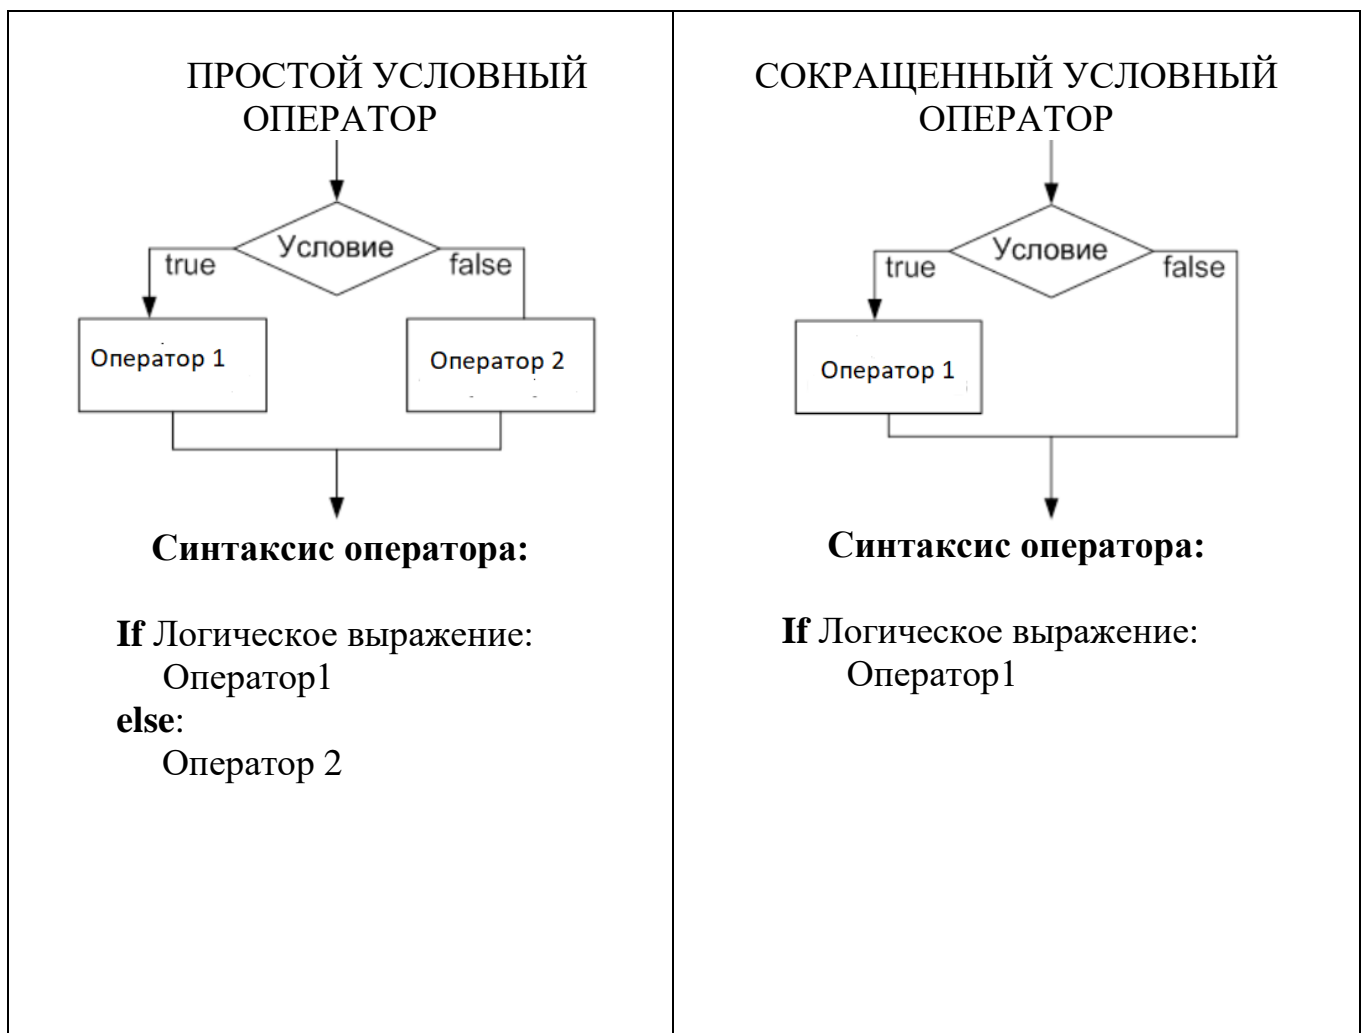 ПРОСТОЙ УСЛОВНЫЙ
ОПЕРАТОР
Условие
true
false
Оператор 1
Оператор 2
Синтаксис оператора:
If Логическое выражение:
Оператор1
else:
Оператор 2
СОКРАЩЕННЫЙ УСЛОВНЫЙ
ОПЕРАТОР
Условие
true
false
Оператор 1
Синтаксис оператора:
If Логическое выражение:
Оператор1